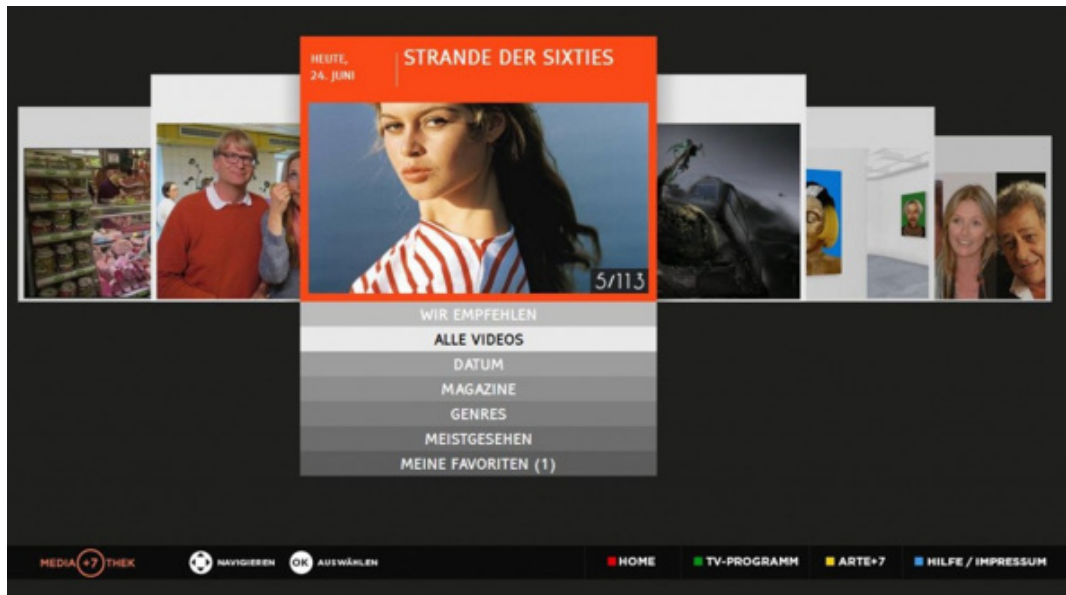 HEUTE,
24. JUNI
STRANDE DER SIXTIES
5/113
WIR EMPFEHLEN
ALLE VIDEOS
DATUM
MAGAZINE
GENRES
MEISTGESEHEN
MEINE FAVORITEN (1)
MEDIA +7 THEK
NAVIGIEREN
OK AUSWÄHLEN
HOME
TV-PROGRAMM
ARTE+7
HILFE / IMPRESSUM